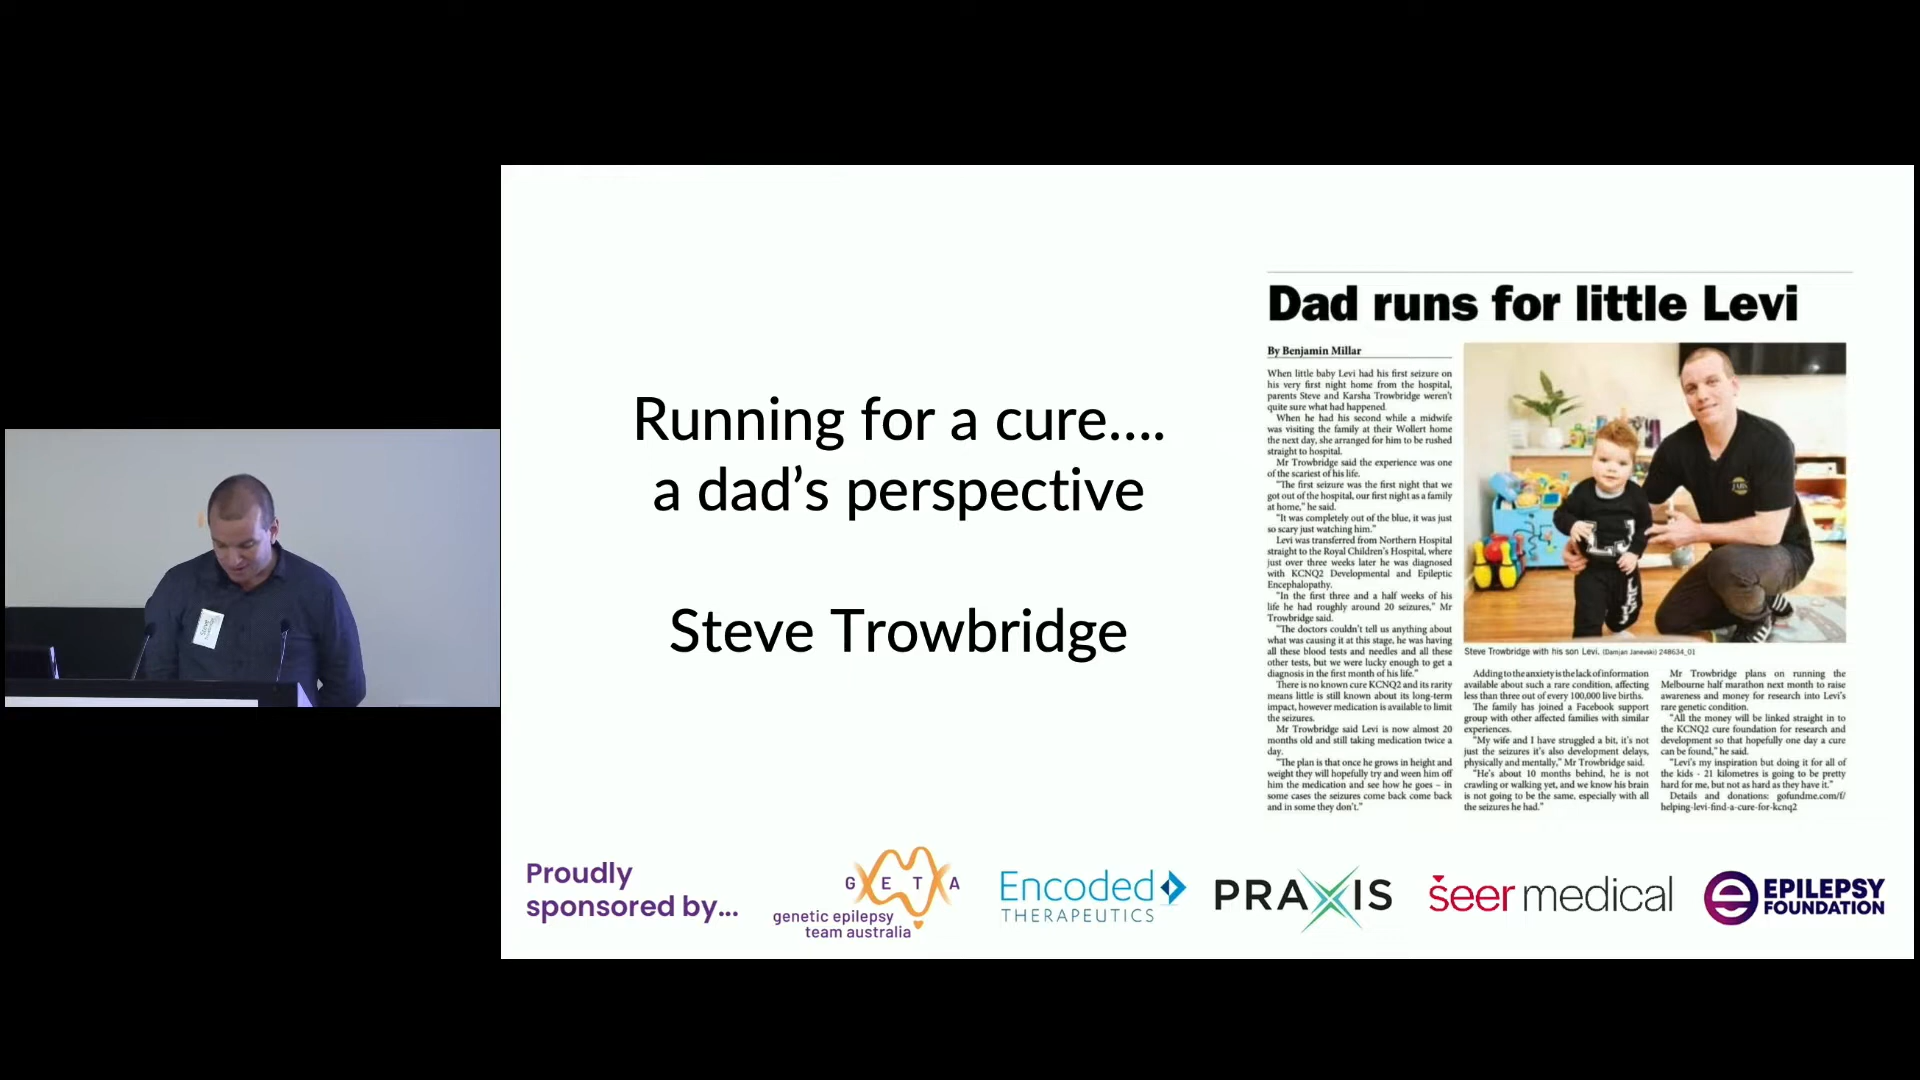 Steve
Running for a cure....
a dad's perspective
Steve Trowbridge
Dad runs for little Levi
By Benjamin Millar
When little baby Levi had his first seizure on
his very first night home from the hospital,
parents Steve and Karsha Trowbridge weren't
quite sure what had happened.
When he had his second while a midwife
was visiting the family at their Wollert home
the next day, she arranged for him to be rushed
straight to hospital.
Mr Trowbridge said the experience was one
of the scariest of his life.
"The first seizure was the first night that we
got out of the hospital, our first night as a family
at home," he said.
"It was completely out of the blue, it was just
so scary just watching him."
Levi was transferred from Northern Hospital
straight to the Royal Children's Hospital, where
just over three weeks later he was diagnosed
with KCNQ2 Developmental and Epileptic
Encephalopathy.
"In the first three and a half weeks of his
life he had roughly around 20 seizures," Mr
Trowbridge said.
"The doctors couldn't tell us anything about
what was causing it at this stage, he was having
all these blood tests and needles and all these
other tests, but we were lucky enough to get a
diagnosis in the first month of his life."
There is no known cure KCNQ2 and its rarity
means little is still known about its long-term
impact, however medication is available to limit
the seizures.
Mr Trowbridge said Levi is now almost 20
months old and still taking medication twice a
day.
"The plan is that once he grows in height and
weight they will hopefully try and ween him off
him the medication and see how he goes – in
some cases the seizures come back come back
and in some they don't."
Steve Trowbridge with his son Levi. (Damjan Janevski) 248634_01
Adding to the anxiety is the lack of information
available about such a rare condition, affecting
less than three out of every 100,000 live births.
The family has joined a Facebook support
group with other affected families with similar
experiences.
"My wife and I have struggled a bit, it's not
just the seizures it's also development delays,
physically and mentally," Mr Trowbridge said.
"He's about 10 months behind, he is not
crawling or walking yet, and we know his brain
is not going to be the same, especially with all
the seizures he had."
Mr Trowbridge plans on running the
Melbourne half marathon next month to raise
awareness and money for research into Levi's
rare genetic condition.
"All the money will be linked straight in to
the KCNQ2 cure foundation for research and
development so that hopefully one day a cure
can be found," he said.
"Levi's my inspiration but doing it for all of
the kids - 21 kilometres is going to be pretty
hard for me, but not as hard as they have it."
Details and donations: gofundme.com/f/
helping-levi-find-a-cure-for-kcnq2
Proudly
sponsored by...
GETA
genetic epilepsy
team australia
Encoded
THERAPEUTICS
PRAXIS
seer medical
EPILEPSY
FOUNDATION